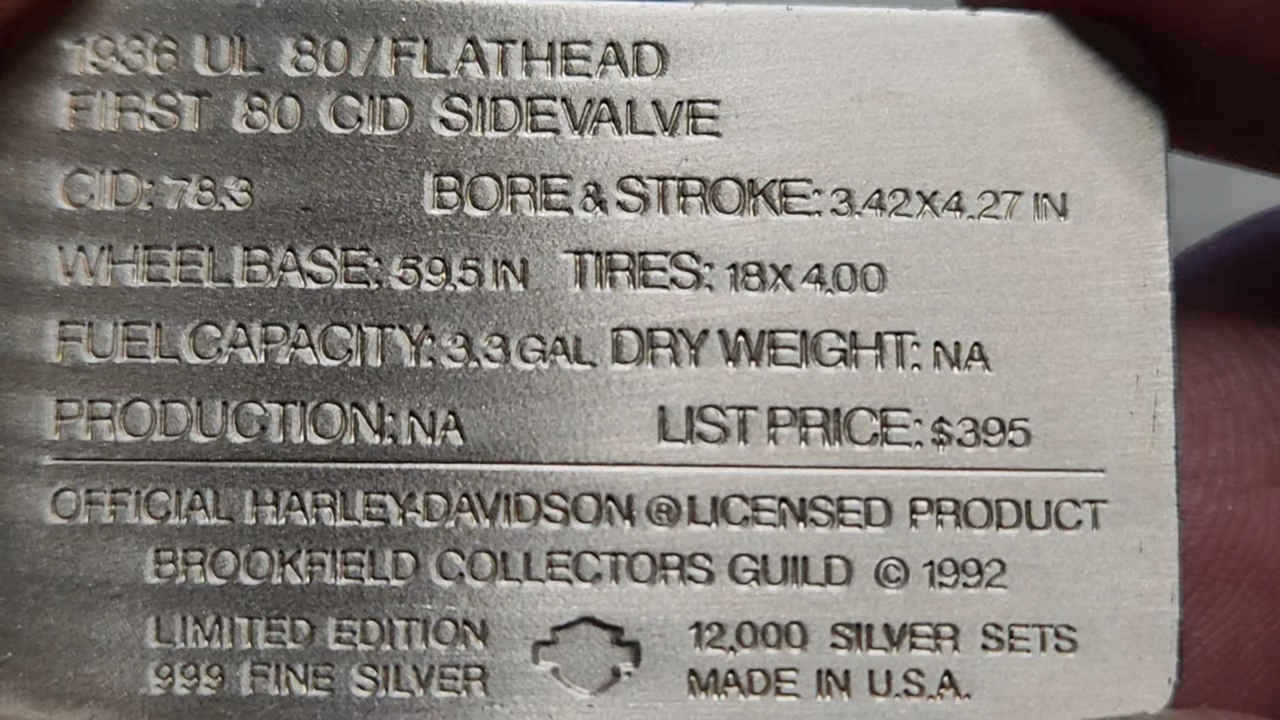 1936 UL 80/FLATHEAD
FIRST 80 CID SIDEVALVE
CID: 78.3 BORE & STROKE: 3.42X4.27 IN
WHEELBASE: 59.5 IN TIRES: 18X4.00
FUEL CAPACITY: 3.3 GAL DRY WEIGHT: NA
PRODUCTION: NA LIST PRICE: $395
OFFICIAL HARLEY-DAVIDSON ® LICENSED PRODUCT
BROOKFIELD COLLECTORS GUILD © 1992
LIMITED EDITION 12,000 SILVER SETS
999 FINE SILVER MADE IN U.S.A.